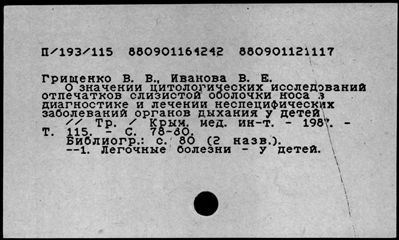 П/193/115 880901164242 880901121117
Грищенко В. В., Иванова В. Е.
О значении цитологических исследований
отпечатков слизистой оболочки носа в
диагностике и лечении неспецифических
заболеваний органов дыхания у детей
// Тр. / Крым. мед. ин-т. - 1987. -
Т. 115. - С. 78-80.
Библиогр.: с. 80 (2 назв.).
--1. Легочные болезни - у детей.